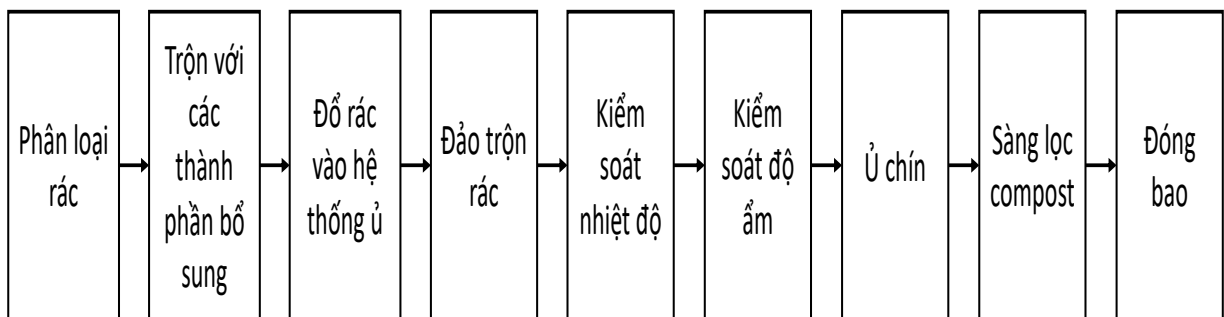 Phân loại
rác
Trộn với
các
thành
phần bổ
sung
Đổ rác
vào hệ
thống ủ
Đảo trộn
rác
Kiểm
soát
nhiệt độ
Kiểm
soát độ
ẩm
Ủ chín
Sàng lọc
compost
Đóng
bao